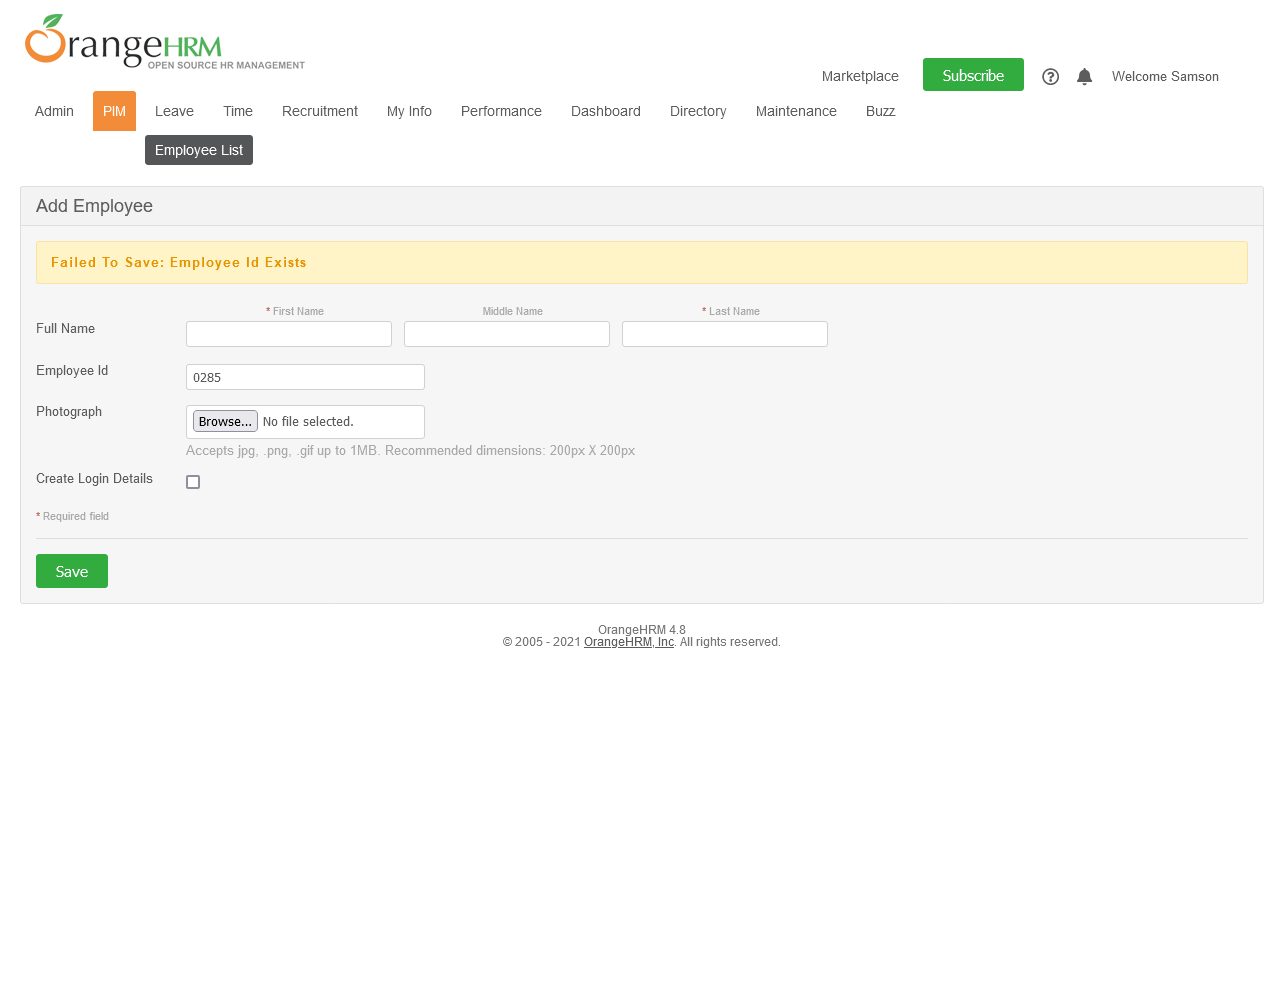 OrangeHRM
OPEN SOURCE HR MANAGEMENT
Marketplace Subscribe Welcome Samson
Admin PIM Leave Time Recruitment My Info Performance Dashboard Directory Maintenance Buzz
Employee List
Add Employee
Failed To Save: Employee Id Exists
* First Name Middle Name * Last Name
Full Name
Employee Id 0285
Photograph Browse... No file selected.
Accepts jpg, .png, .gif up to 1MB. Recommended dimensions: 200px X 200px
Create Login Details
* Required field
Save
OrangeHRM 4.8
© 2005 - 2021 OrangeHRM, Inc. All rights reserved.